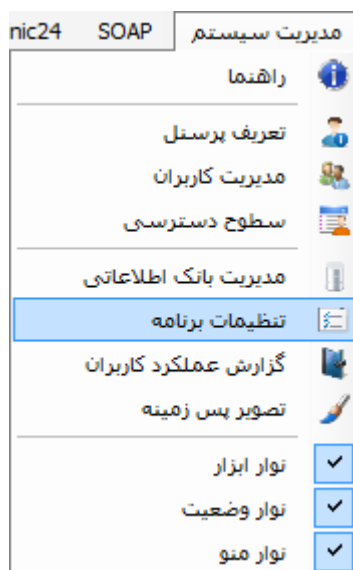 مدیریت سیستم SOAP nic24
راهنما
تعریف پرسنل
مدیریت کاربران
سطوح دسترسی
مدیریت بانک اطلاعاتی
تنظیمات برنامه
گزارش عملکرد کاربران
تصویر پس زمینه
نوار ابزار
نوار وضعیت
نوار منو